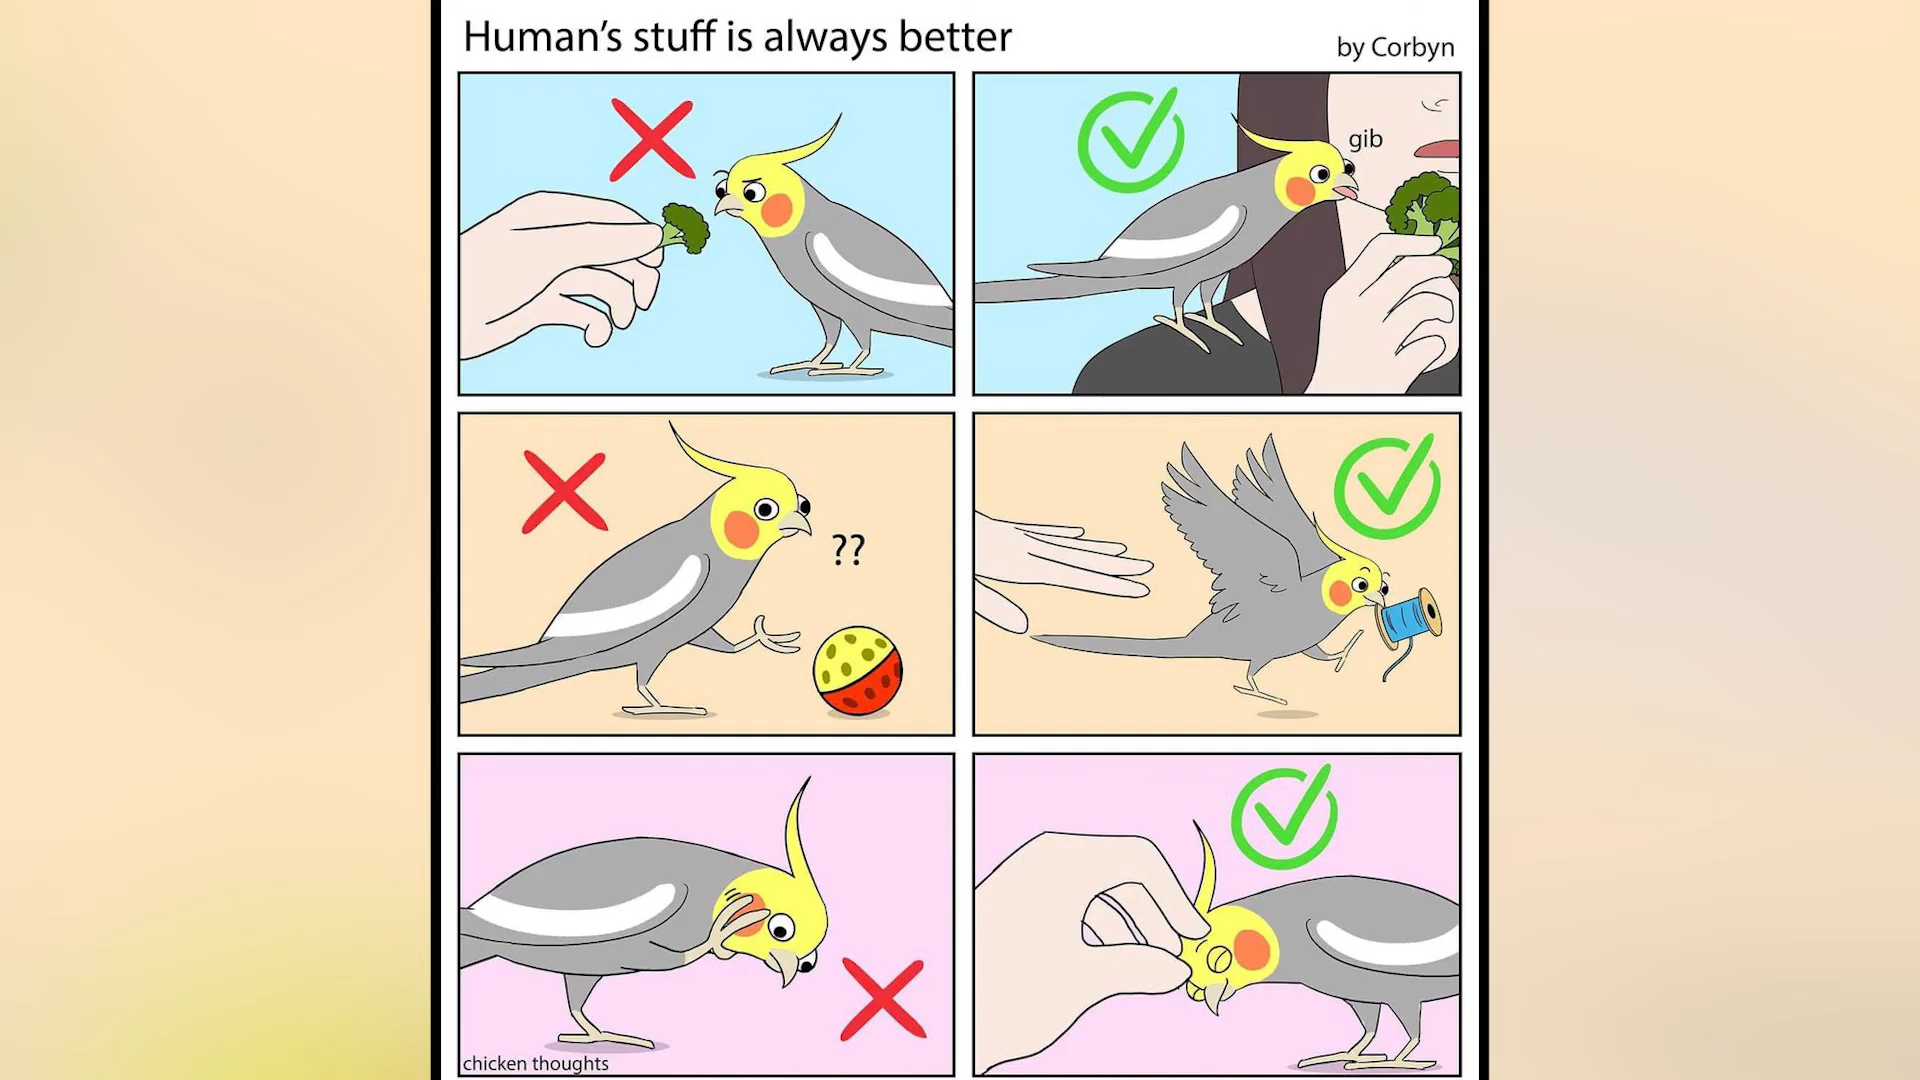 Human's stuff is always better
by Corbyn
gib
??
chicken thoughts